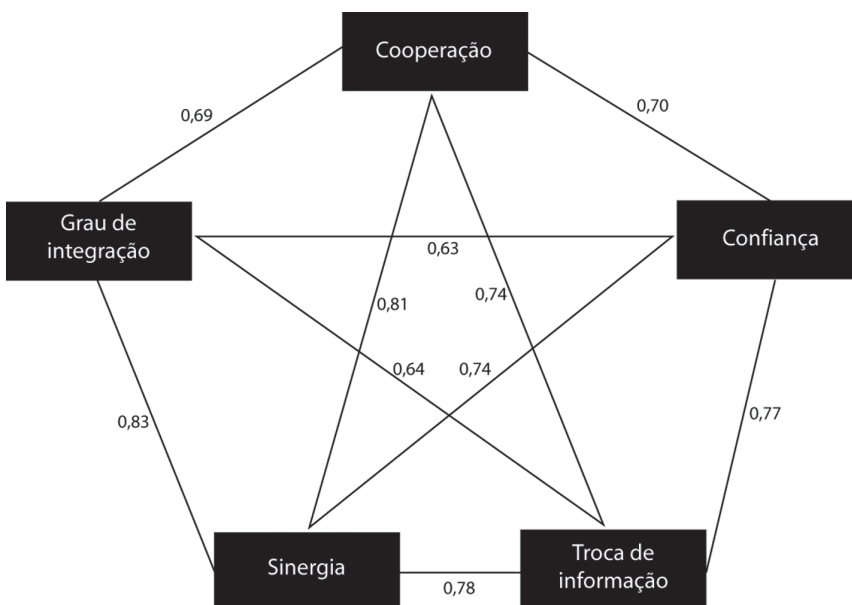 Cooperação
0,69
0,70
Grau de
integração
Confiança
0,63
0,81
0,74
0,64
0,74
0,83
0,77
Sinergia
Troca de
informação
0,78